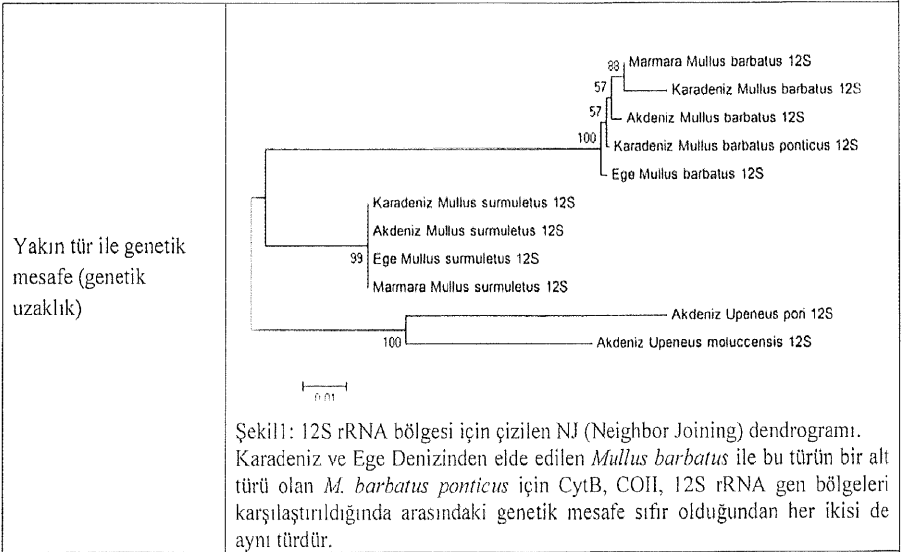 Yakın tür ile genetik
mesafe (genetik
uzaklık)
88
Marmara Mullus barbatus 12S
57
Karadeniz Mullus barbatus 12S
57
Akdeniz Mullus barbatus 12S
100
Karadeniz Mullus barbatus ponticus 12S
Ege Mullus barbatus 12S
Karadeniz Mullus surmuletus 12S
Akdeniz Mullus surmuletus 12S
99
Ege Mullus surmuletus 12S
Marmara Mullus surmuletus 12S
Akdeniz Upeneus pori 12S
100
Akdeniz Upeneus moluccensis 12S
0.01
Şekil1: 12S rRNA bölgesi için çizilen NJ (Neighbor Joining) dendrogramı.
Karadeniz ve Ege Denizinden elde edilen Mullus barbatus ile bu türün bir alt
türü olan M. barbatus ponticus için CytB, COII, 12S rRNA gen bölgeleri
karşılaştırıldığında arasındaki genetik mesafe sıfır olduğundan her ikisi de
aynı türdür.